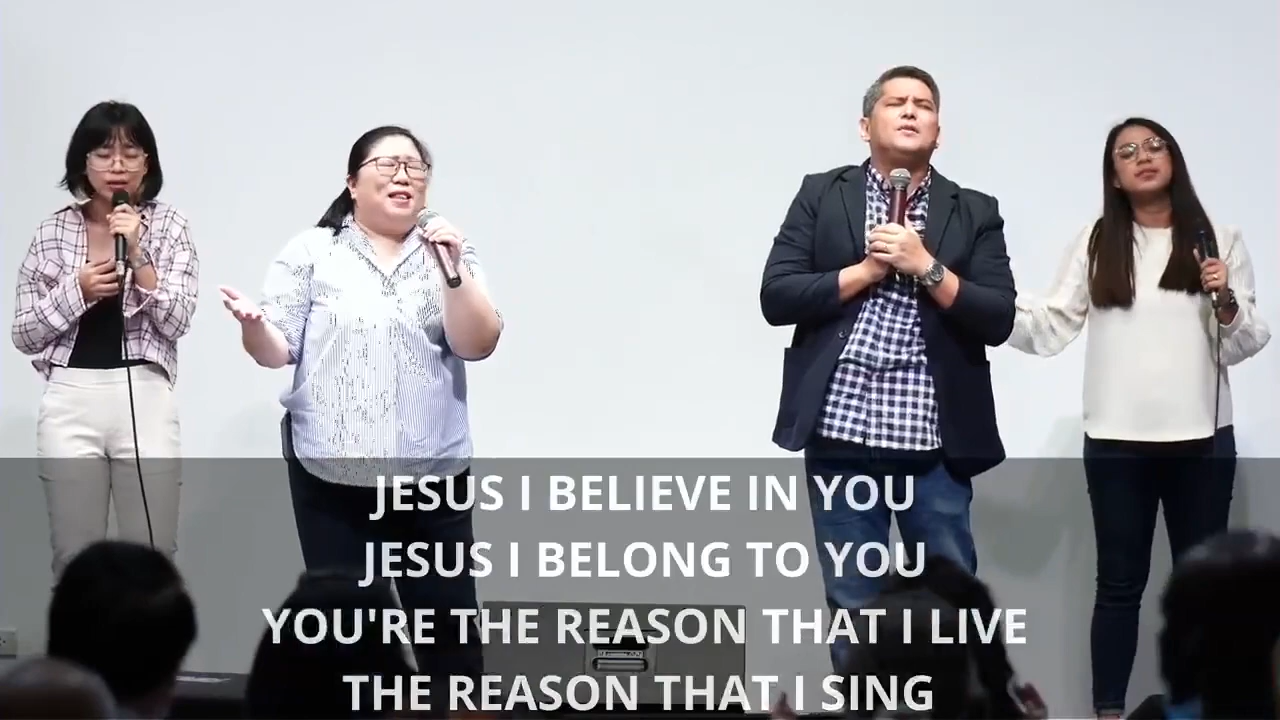 JESUS I BELIEVE IN YOU
JESUS I BELONG TO YOU
YOU'RE THE REASON THAT I LIVE
THE REASON THAT I SING